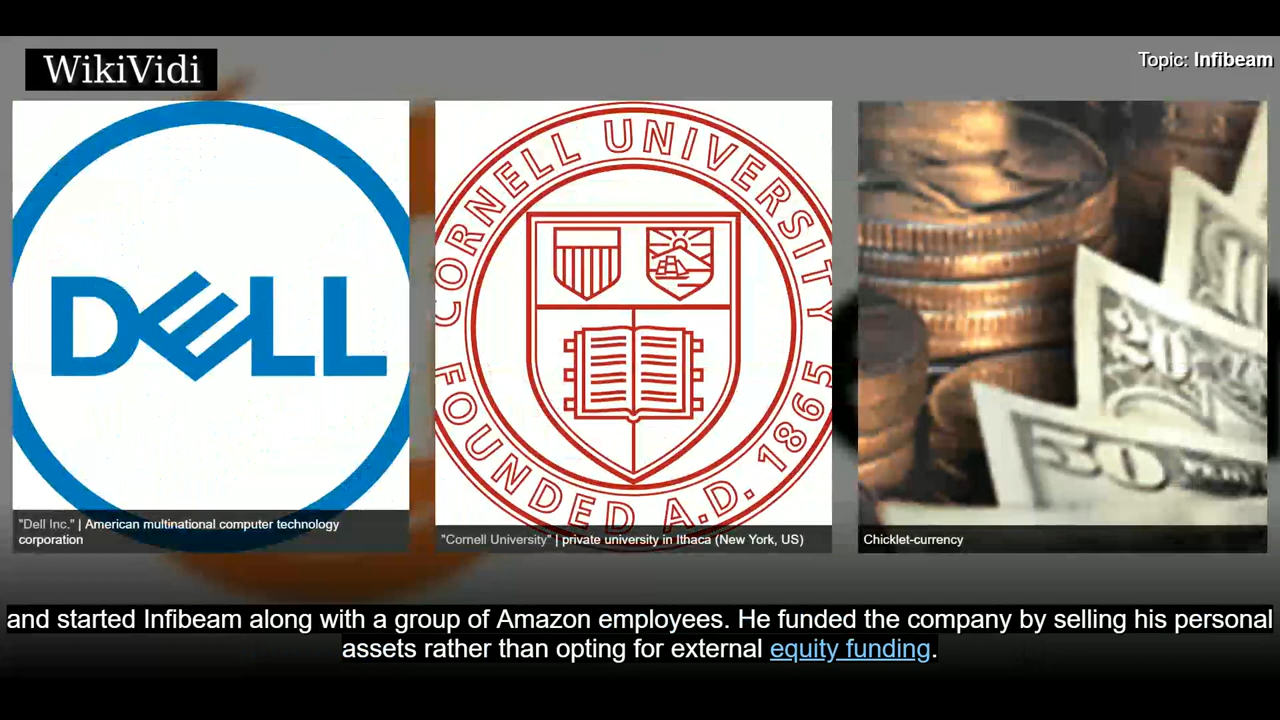 WikiVidi
Topic: Infibeam
DELL
"Dell Inc." | American multinational computer technology
corporation
CORNELL UNIVERSITY
FOUNDED A.D. 1865
"Cornell University" | private university in Ithaca (New York, US)
20
50
Chicklet-currency
and started Infibeam along with a group of Amazon employees. He funded the company by selling his personal
assets rather than opting for external equity funding.